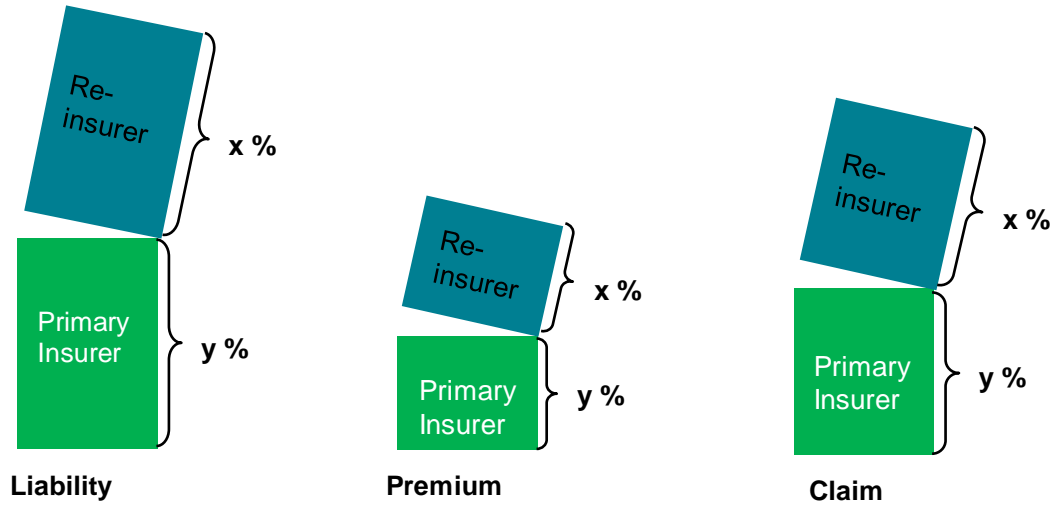 Re-
insurer
x %
Primary
Insurer
y %
Liability
Re-
insurer
x %
Primary
Insurer
y %
Premium
Re-
insurer
x %
Primary
Insurer
y %
Claim